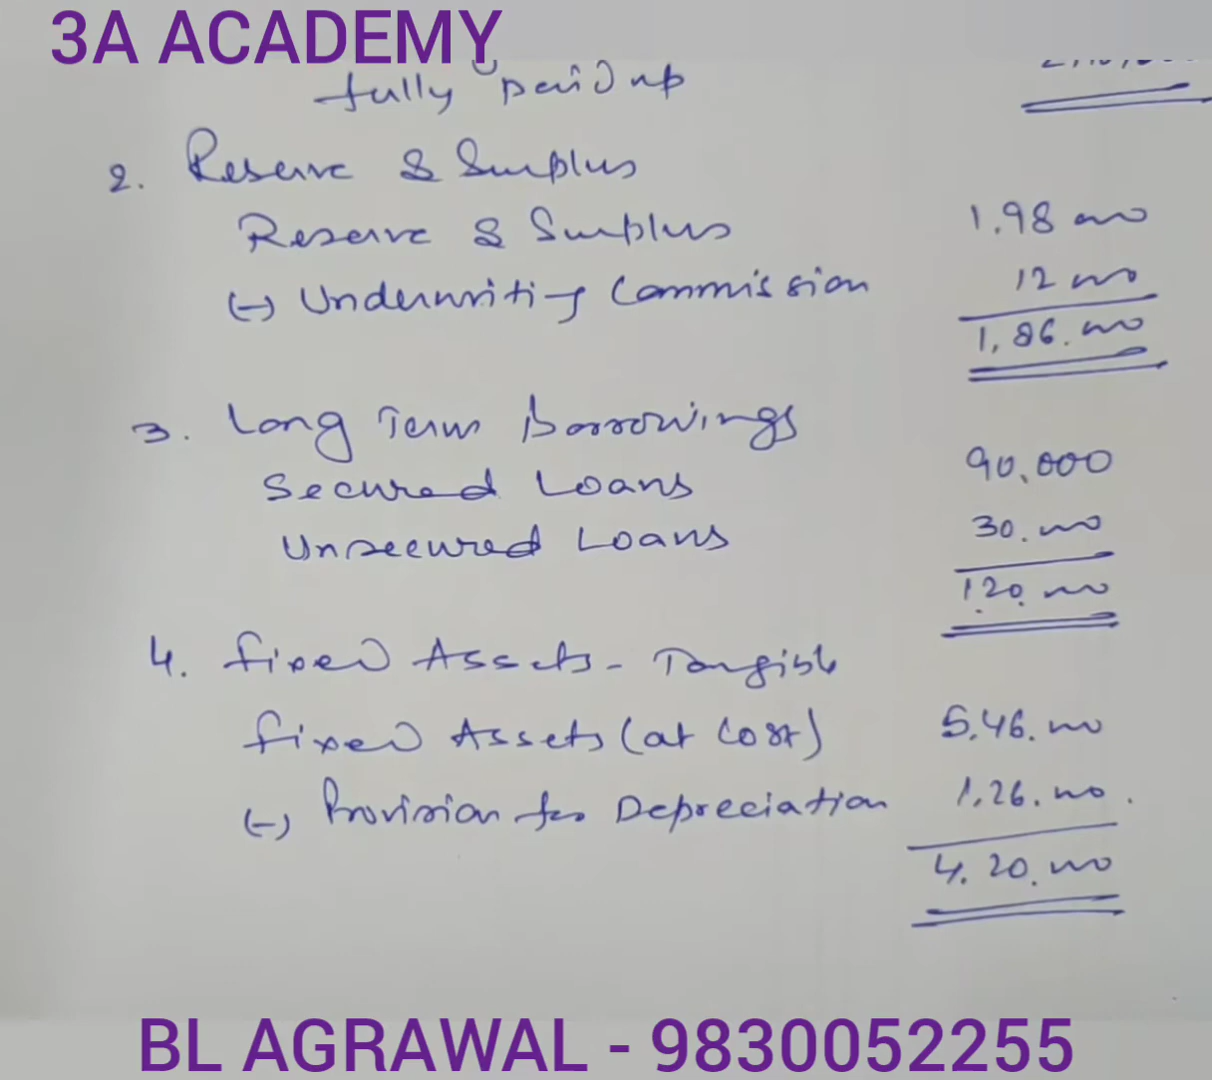 3A ACADEMY
fully paid up
2. Reserve & Surplus
Reserve & Surplus 1.98 000
(-) Underwriting Commission 12 000
1,86.000
3. Long Term Borrowings
Secured Loans 90,000
Unsecured Loans 30.000
120 000
4. fixed Assets - Tangible
fixed Assets (at Cost) 5.46.000
(-) Provision for Depreciation 1.26.000.
4.20.000
BL AGRAWAL - 9830052255